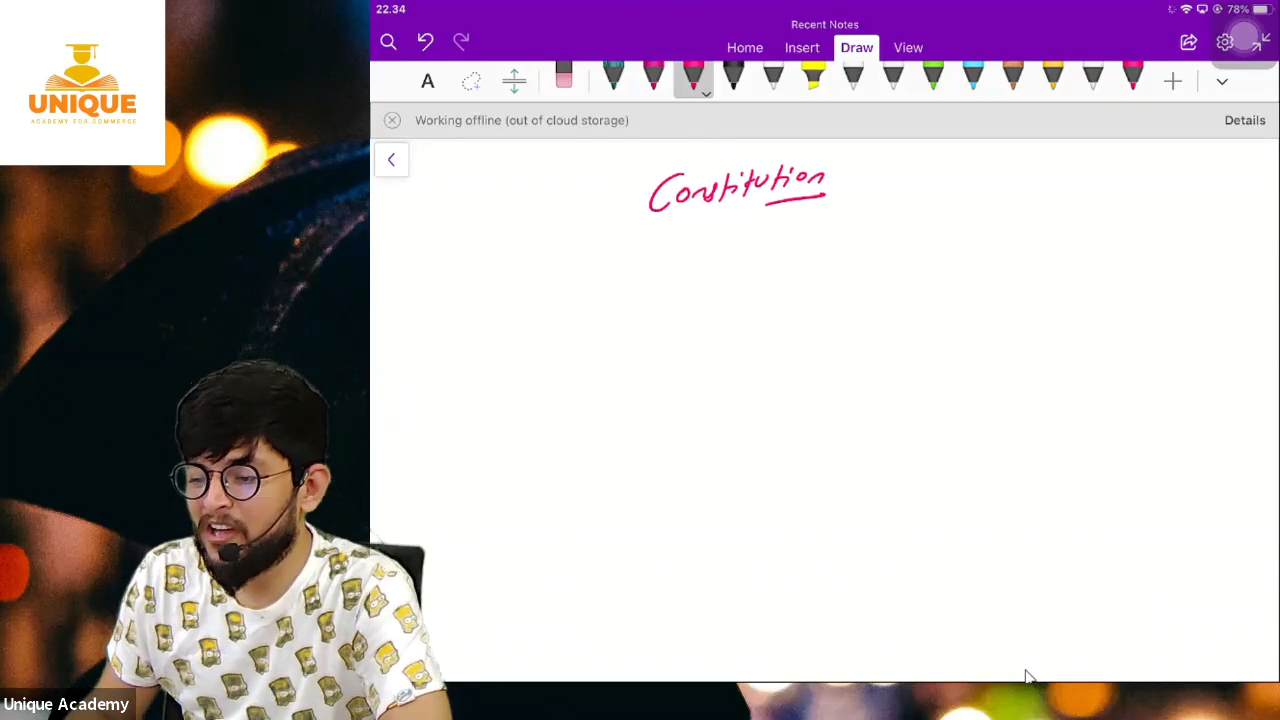 22.34
78%
Recent Notes
Home Insert Draw View
A
Working offline (out of cloud storage)
Details
Constitution
UNIQUE
ACADEMY FOR COMMERCE
Unique Academy